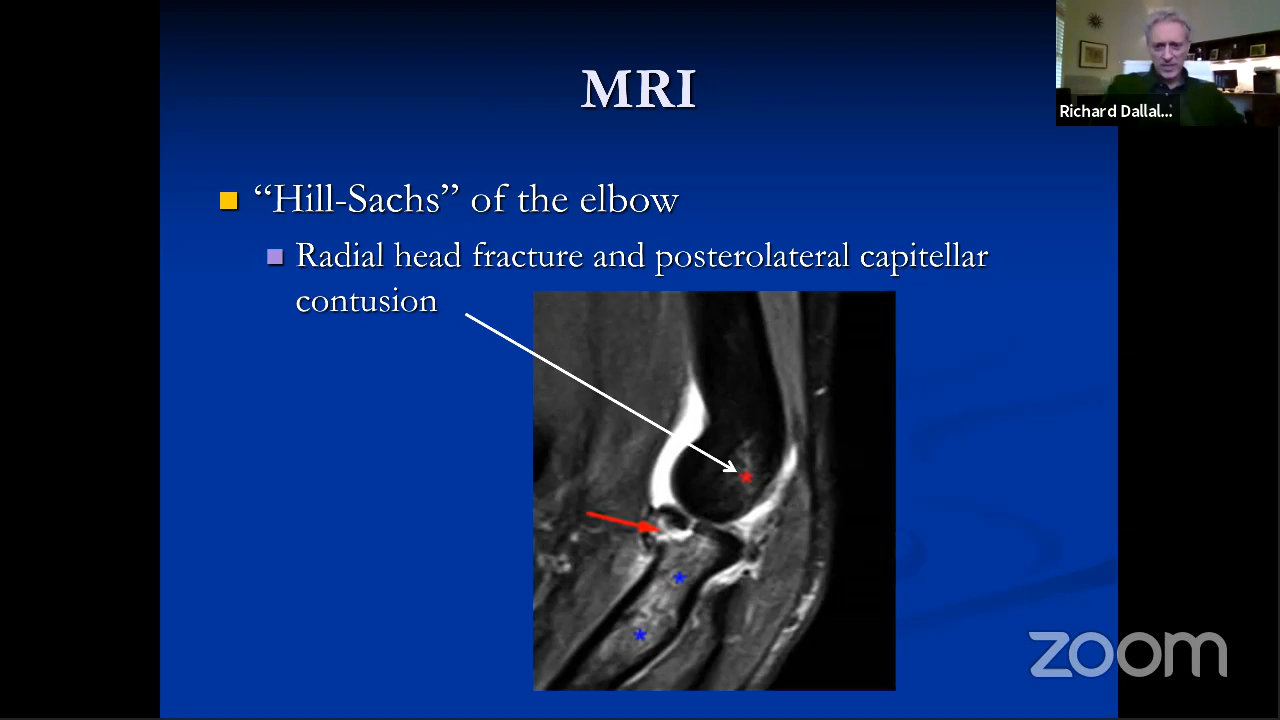 MRI
Richard Dallal...
“Hill-Sachs” of the elbow
Radial head fracture and posterolateral capitellar
contusion
zoom